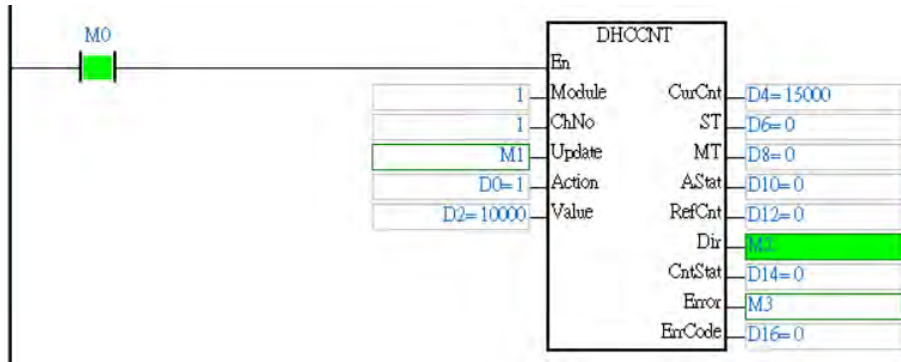 M0
DHCCNT
En
1 Module CurCnt D4=15000
1 ChNo ST D6=0
M1 Update MT D8=0
D0=1 Action AStat D10=0
D2=10000 Value RefCnt D12=0
Dir M2
CntStat D14=0
Error M3
ErrCode D16=0